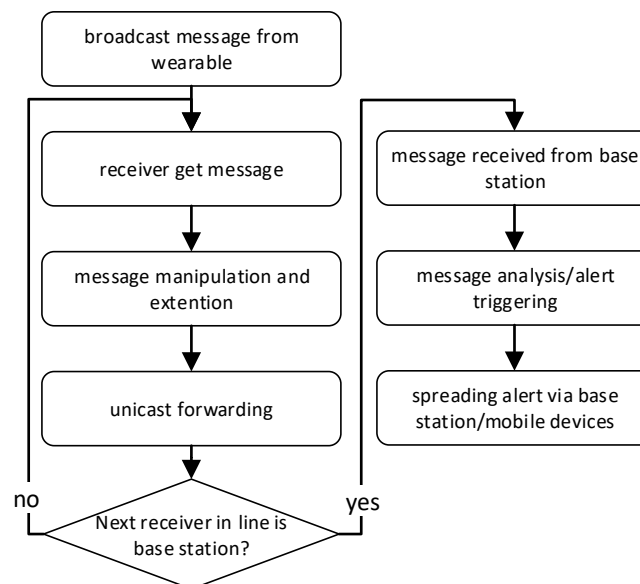 broadcast message from
wearable
receiver get message
message manipulation and
extention
unicast forwarding
Next receiver in line is
base station?
no
yes
message received from base
station
message analysis/alert
triggering
spreading alert via base
station/mobile devices